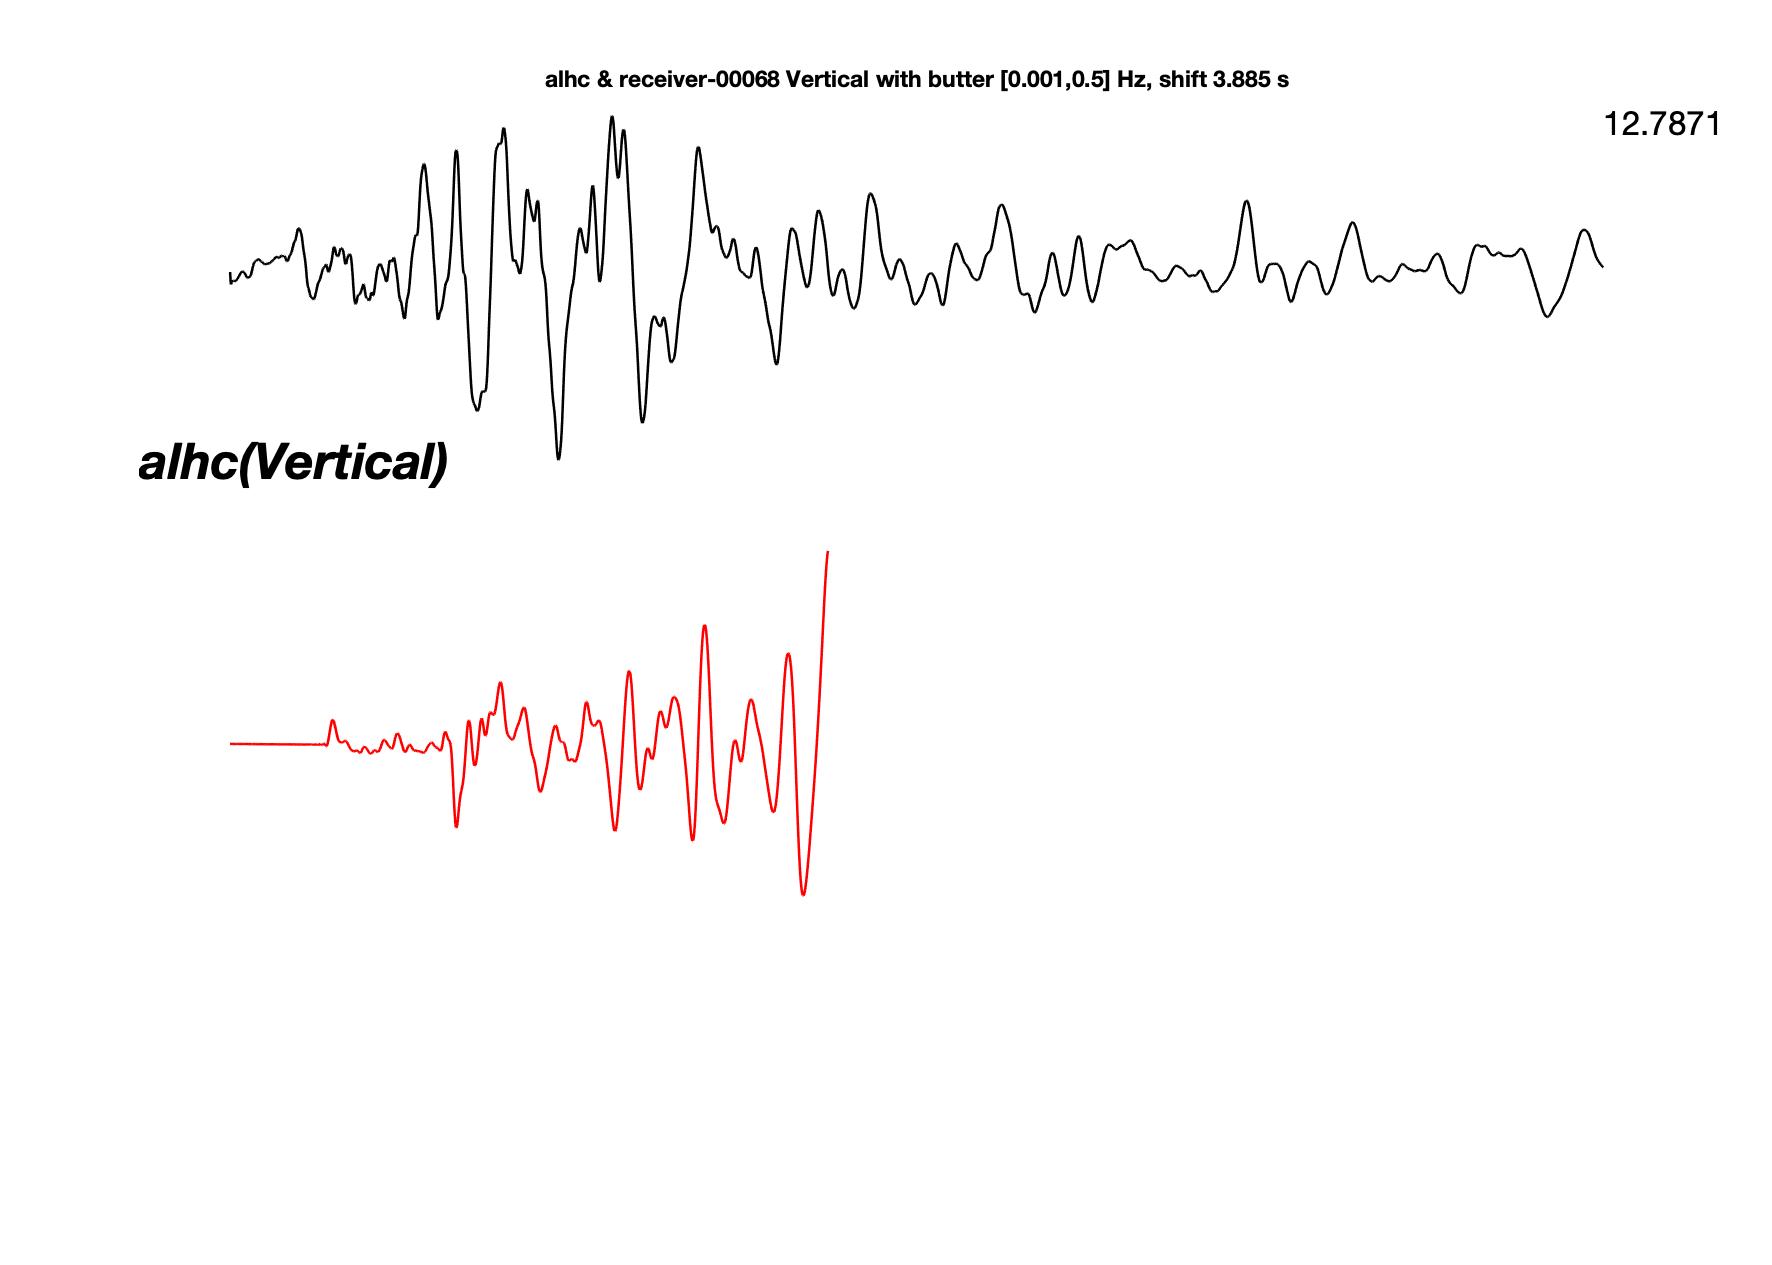 alhc & receiver-00068 Vertical with butter [0.001,0.5] Hz, shift 3.885 s
12.7871
alhc(Vertical)